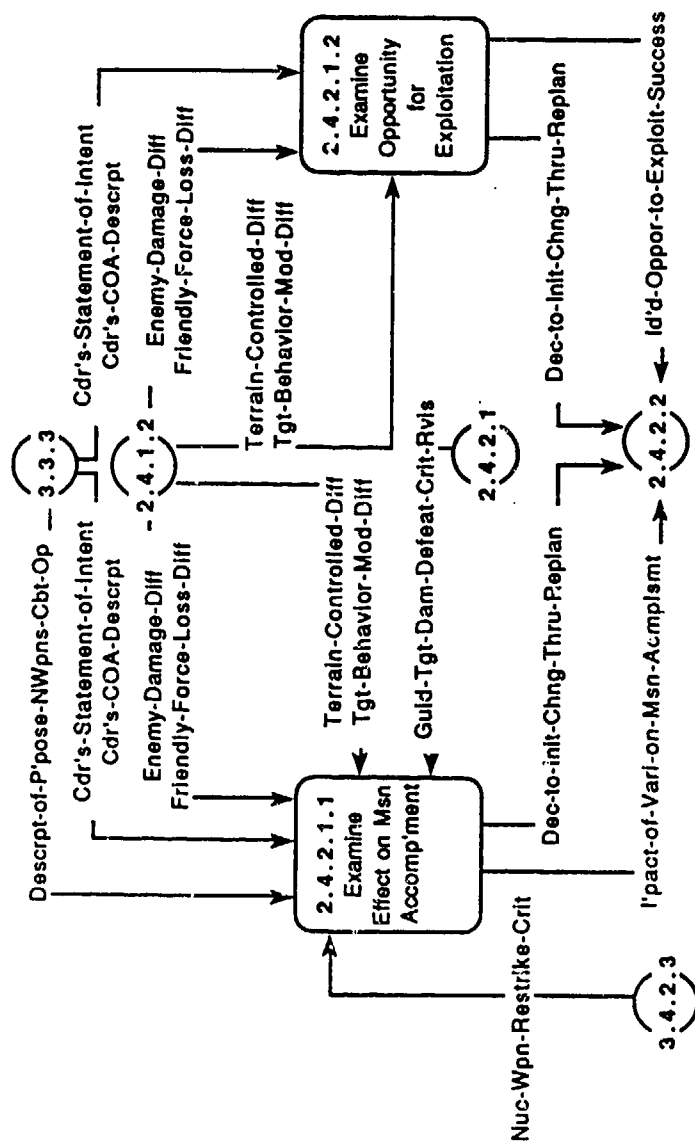 3.3.3
Descrpt-of-P'pose-NWpns-Cbt-Op
Cdr's-Statement-of-Intent
Cdr's-COA-Descrpt
Cdr's-Statement-of-Intent
Cdr's-COA-Descrpt
2.4.1.2
Enemy-Damage-Diff
Friendly-Force-Loss-Diff
Enemy-Damage-Diff
Friendly-Force-Loss-Diff
Terrain-Controlled-Diff
Tgt-Behavior-Mod-Diff
Terrain-Controlled-Diff
Tgt-Behavior-Mod-Diff
2.4.2.1.1
Examine
Effect on Msn
Accomp'ment
2.4.2.1.2
Examine
Opportunity
for
Exploitation
Guid-Tgt-Dam-Defeat-Crit-Rvis
2.4.2.1
Nuc-Wpn-Restrike-Crit
3.4.2.3
Dec-to-Init-Chng-Thru-Replan
Dec-to-Init-Chng-Thru-Replan
I'pact-of-Vari-on-Msn-Acmplsmt
2.4.2.2
Id'd-Oppor-to-Exploit-Success